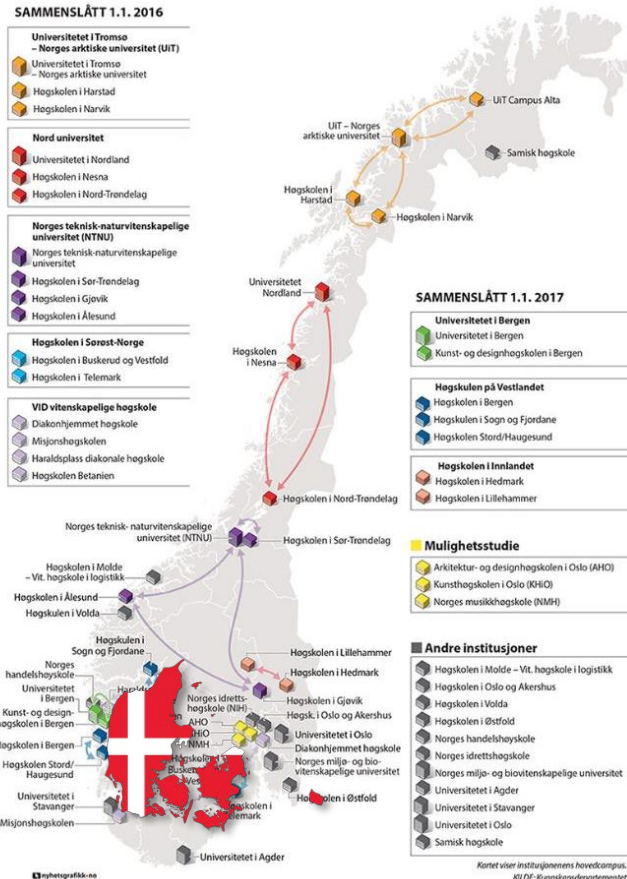 SAMMENSLÅTT 1.1. 2016
Universitetet i Tromsø
– Norges arktiske universitet (UiT)
Universitetet i Tromsø
– Norges arktiske universitet
Høgskolen i Harstad
Høgskolen i Narvik
Nord universitet
Universitetet i Nordland
Høgskolen i Nesna
Høgskolen i Nord-Trøndelag
Norges teknisk-naturvitenskapelige
universitet (NTNU)
Norges teknisk-naturvitenskapelige
universitet
Høgskolen i Sør-Trøndelag
Høgskolen i Gjøvik
Høgskolen i Ålesund
Høgskolen i Sørøst-Norge
Høgskolen i Buskerud og Vestfold
Høgskolen i Telemark
VID vitenskapelige høgskole
Diakonhjemmet høgskole
Misjonshøgskolen
Haraldsplass diakonale høgskole
Høgskolen Betanien
UiT Campus Alta
UiT – Norges
arktiske universitet
Samisk høgskole
Høgskolen i
Harstad
Høgskolen i Narvik
Universitetet
Nordland
Høgskolen
i Nesna
Høgskolen i Nord-Trøndelag
Norges teknisk- naturvitenskapelige
universitet (NTNU)
Høgskolen i Sør-Trøndelag
Høgskolen i Molde
– Vit. høgskole i logistikk
Høgskolen i Ålesund
Høgskulen i Volda
Høgskulen i
Sogn og Fjordane
Høgskolen i Lillehammer
Høgskolen i Hedmark
Høgskolen i Gjøvik
Norges
handelshøyskole
Universitetet
i Bergen
Kunst- og design-
høgskolen i Bergen
Høgskolen i Bergen
Høgskolen Stord/
Haugesund
Universitetet i
Stavanger
Misjonshøgskolen
Norges idretts-
høgskole (NIH)
Høgsk. i Oslo og Akershus
AHO
KHiO
NMH
Universitetet i Oslo
Diakonhjemmet høgskole
Norges miljø- og bio-
vitenskapelige universitet
Høgskolen i Østfold
Universitetet i Agder
SAMMENSLÅTT 1.1. 2017
Universitetet i Bergen
Universitetet i Bergen
Kunst- og designhøgskolen i Bergen
Høgskulen på Vestlandet
Høgskolen i Bergen
Høgskulen i Sogn og Fjordane
Høgskolen Stord/Haugesund
Høgskolen i Innlandet
Høgskolen i Hedmark
Høgskolen i Lillehammer
Mulighetsstudie
Arkitektur- og designhøgskolen i Oslo (AHO)
Kunsthøgskolen i Oslo (KHiO)
Norges musikkhøgskole (NMH)
Andre institusjoner
Høgskolen i Molde – Vit. høgskole i logistikk
Høgskolen i Oslo og Akershus
Høgskulen i Volda
Høgskolen i Østfold
Norges handelshøyskole
Norges idrettshøgskole
Norges miljø- og biovitenskapelige universitet
Universitetet i Agder
Universitetet i Stavanger
Universitetet i Oslo
Samisk høgskole
Kartet viser institusjonenens hovedcampus.
KILDE: Kunnskapsdepartementet
nyhetsgrafikk.no